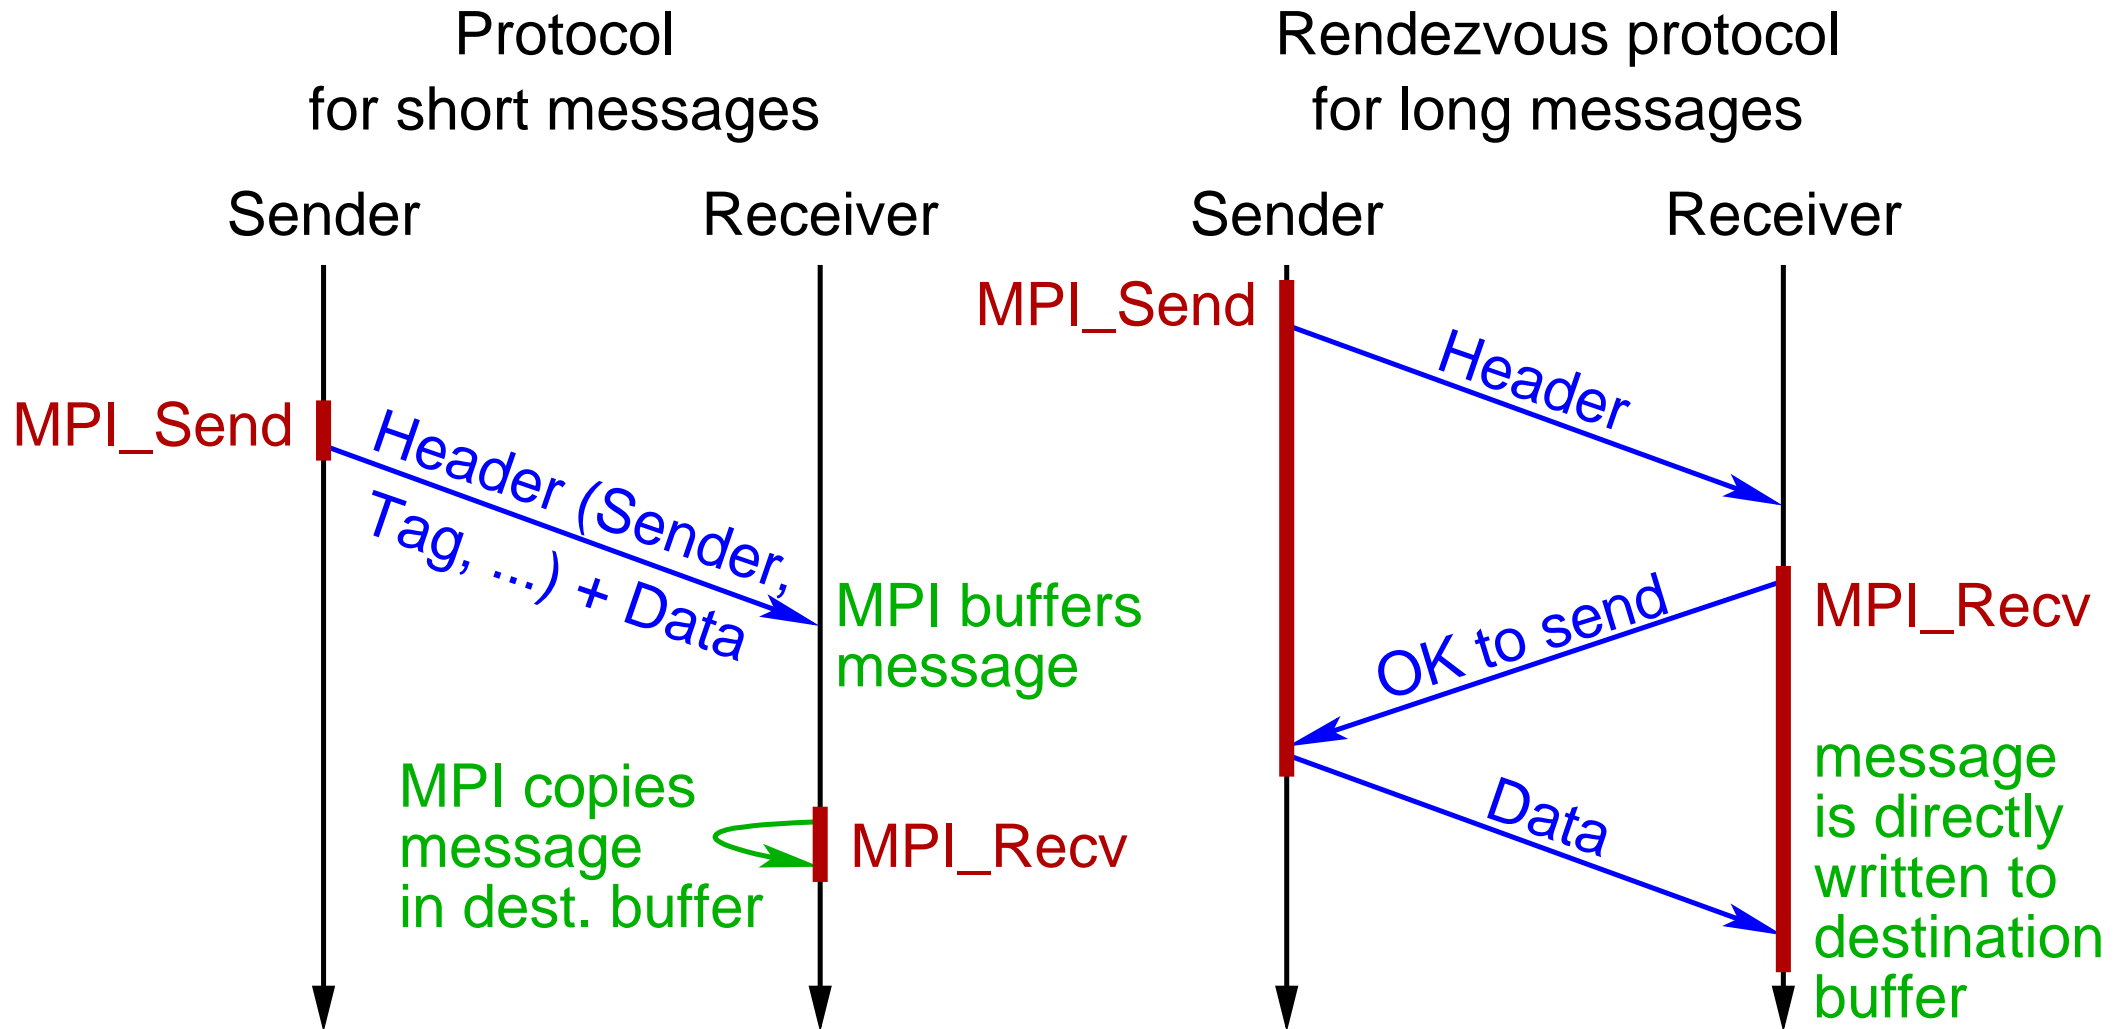 Protocol
for short messages
Sender
Receiver
MPI_Send
Header (Sender,
Tag, ...) + Data
MPI buffers
message
MPI copies
message
in dest. buffer
MPI_Recv
Rendezvous protocol
for long messages
Sender
Receiver
MPI_Send
Header
MPI_Recv
OK to send
Data
message
is directly
written to
destination
buffer